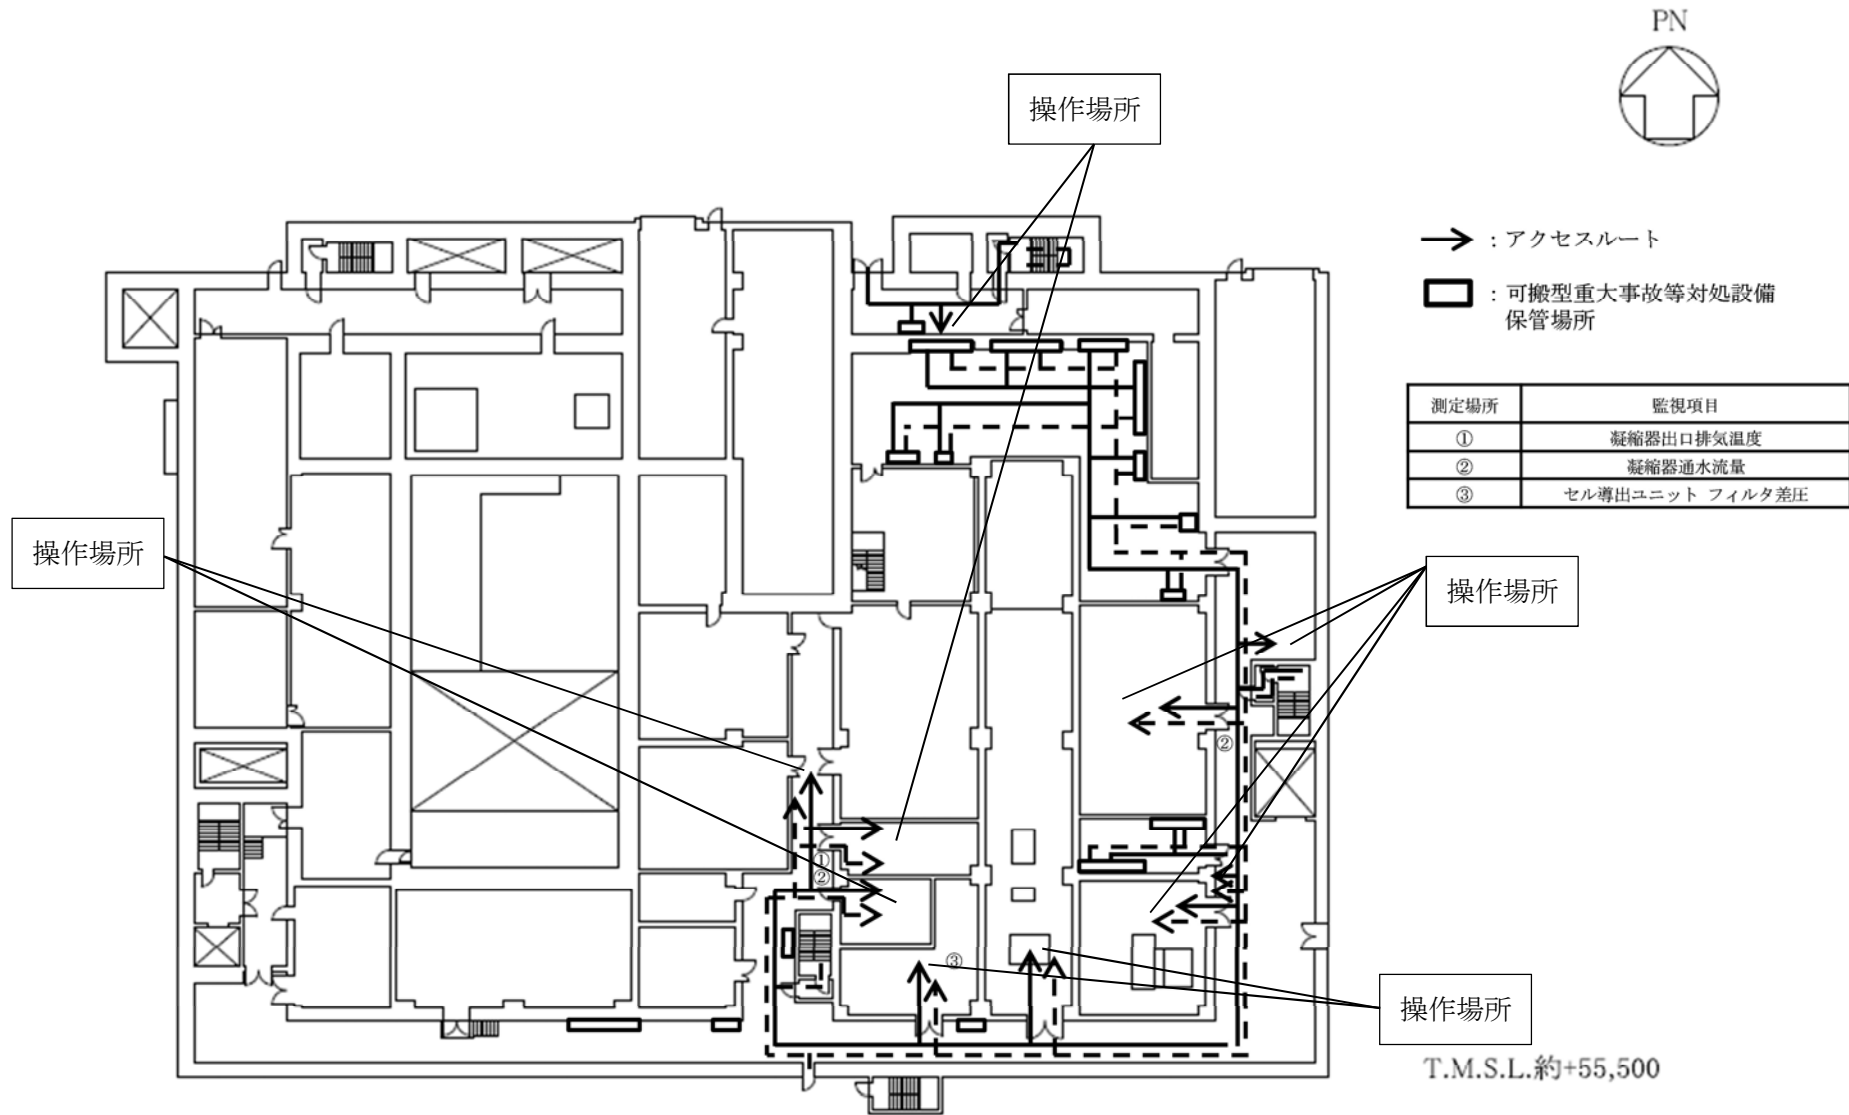 PN
操作場所
：アクセスルート
：可搬型重大事故等対処設備
保管場所
測定場所 監視項目
① 凝縮器出口排気温度
② 凝縮器通水流量
③ セル導出ユニット フィルタ差圧
操作場所
操作場所
②
①
②
③
操作場所
T.M.S.L.約+55,500